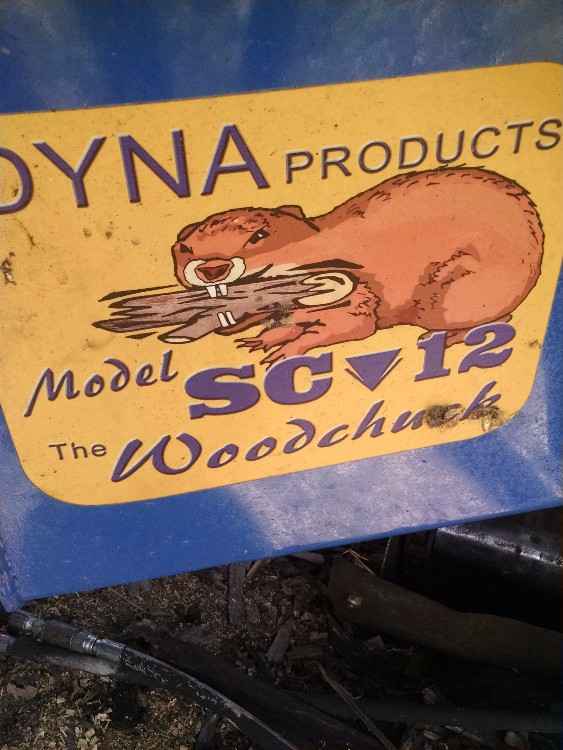 DYNA PRODUCTS
Model SC▼12
The Woodchuck